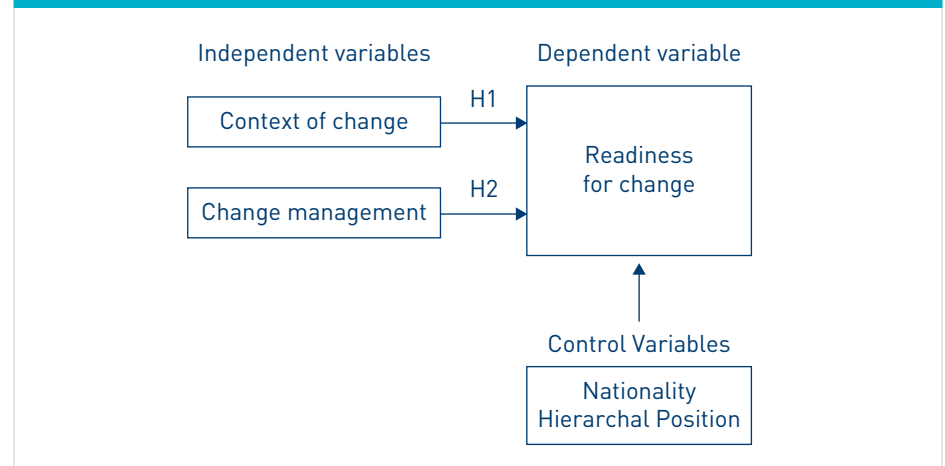 Independent variables
Dependent variable
Context of change
H1
Change management
H2
Readiness
for change
Control Variables
Nationality
Hierarchal Position